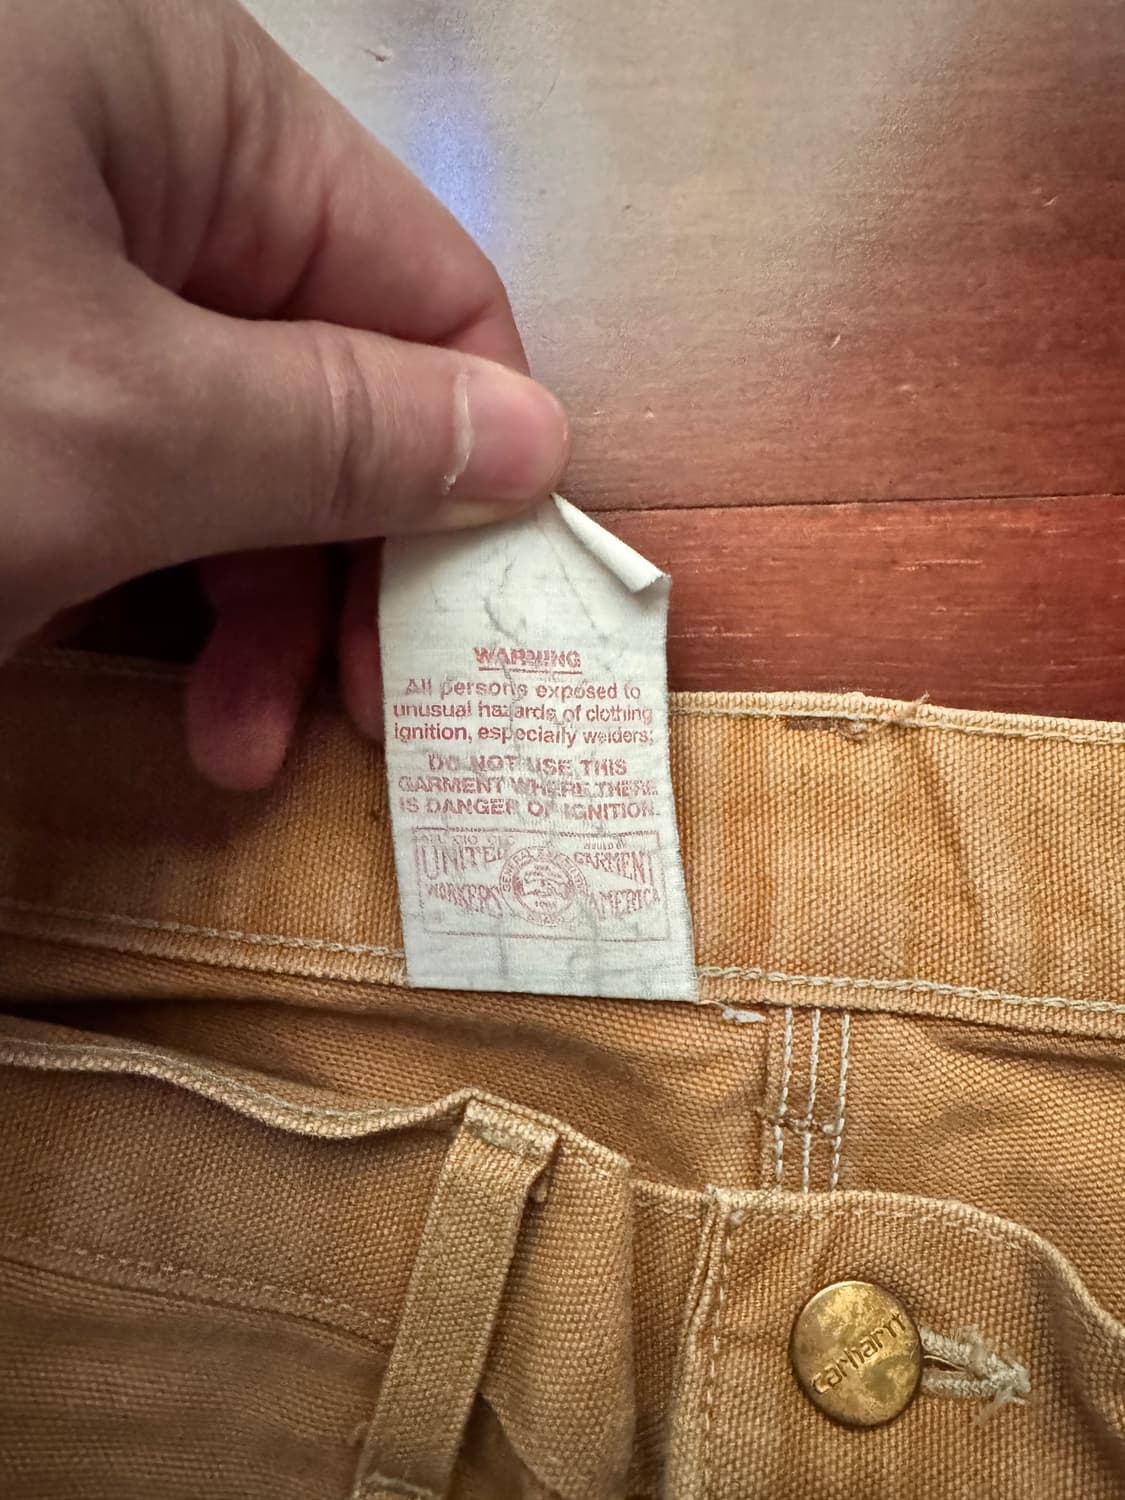 WARNING
All persons exposed to
unusual hazards of clothing
ignition, especially welders;
DO NOT USE THIS
GARMENT WHERE THERE
IS DANGER OF IGNITION.
UNITED GARMENT
WORKERS AMERICA
carhartt